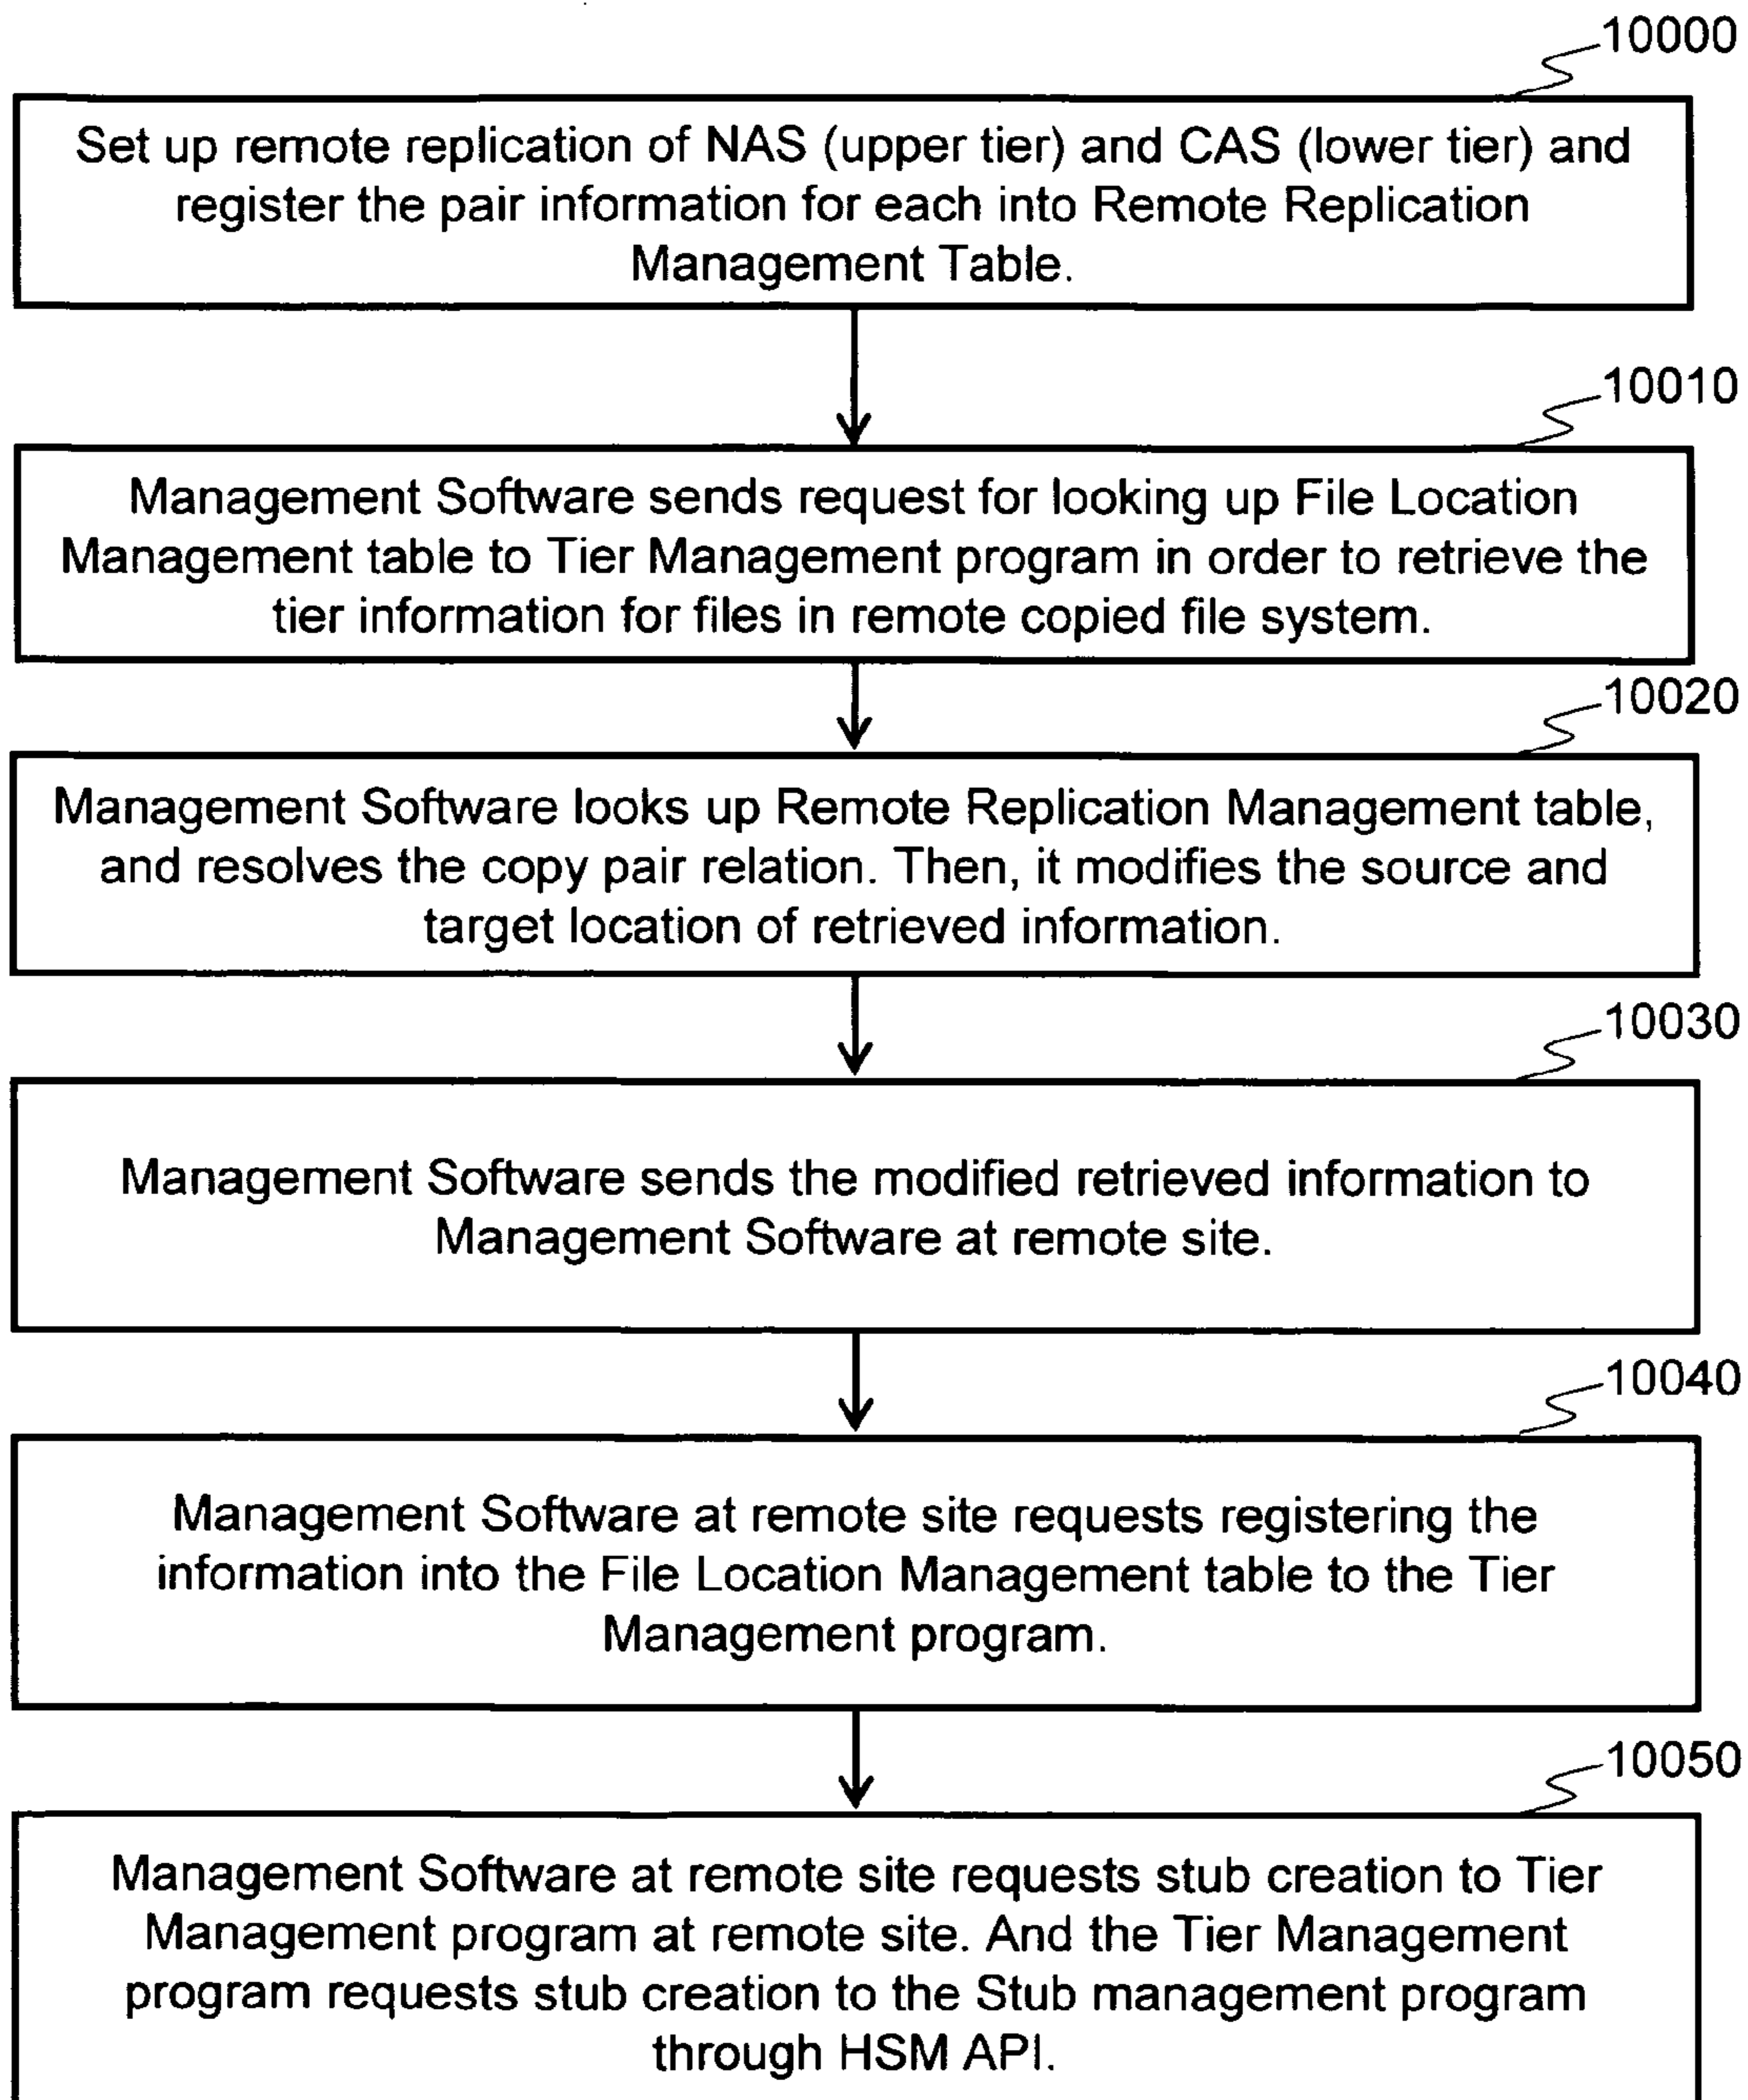 10000
Set up remote replication of NAS (upper tier) and CAS (lower tier) and
register the pair information for each into Remote Replication
Management Table.
10010
Management Software sends request for looking up File Location
Management table to Tier Management program in order to retrieve the
tier information for files in remote copied file system.
10020
Management Software looks up Remote Replication Management table,
and resolves the copy pair relation. Then, it modifies the source and
target location of retrieved information.
10030
Management Software sends the modified retrieved information to
Management Software at remote site.
10040
Management Software at remote site requests registering the
information into the File Location Management table to the Tier
Management program.
10050
Management Software at remote site requests stub creation to Tier
Management program at remote site. And the Tier Management
program requests stub creation to the Stub management program
through HSM API.